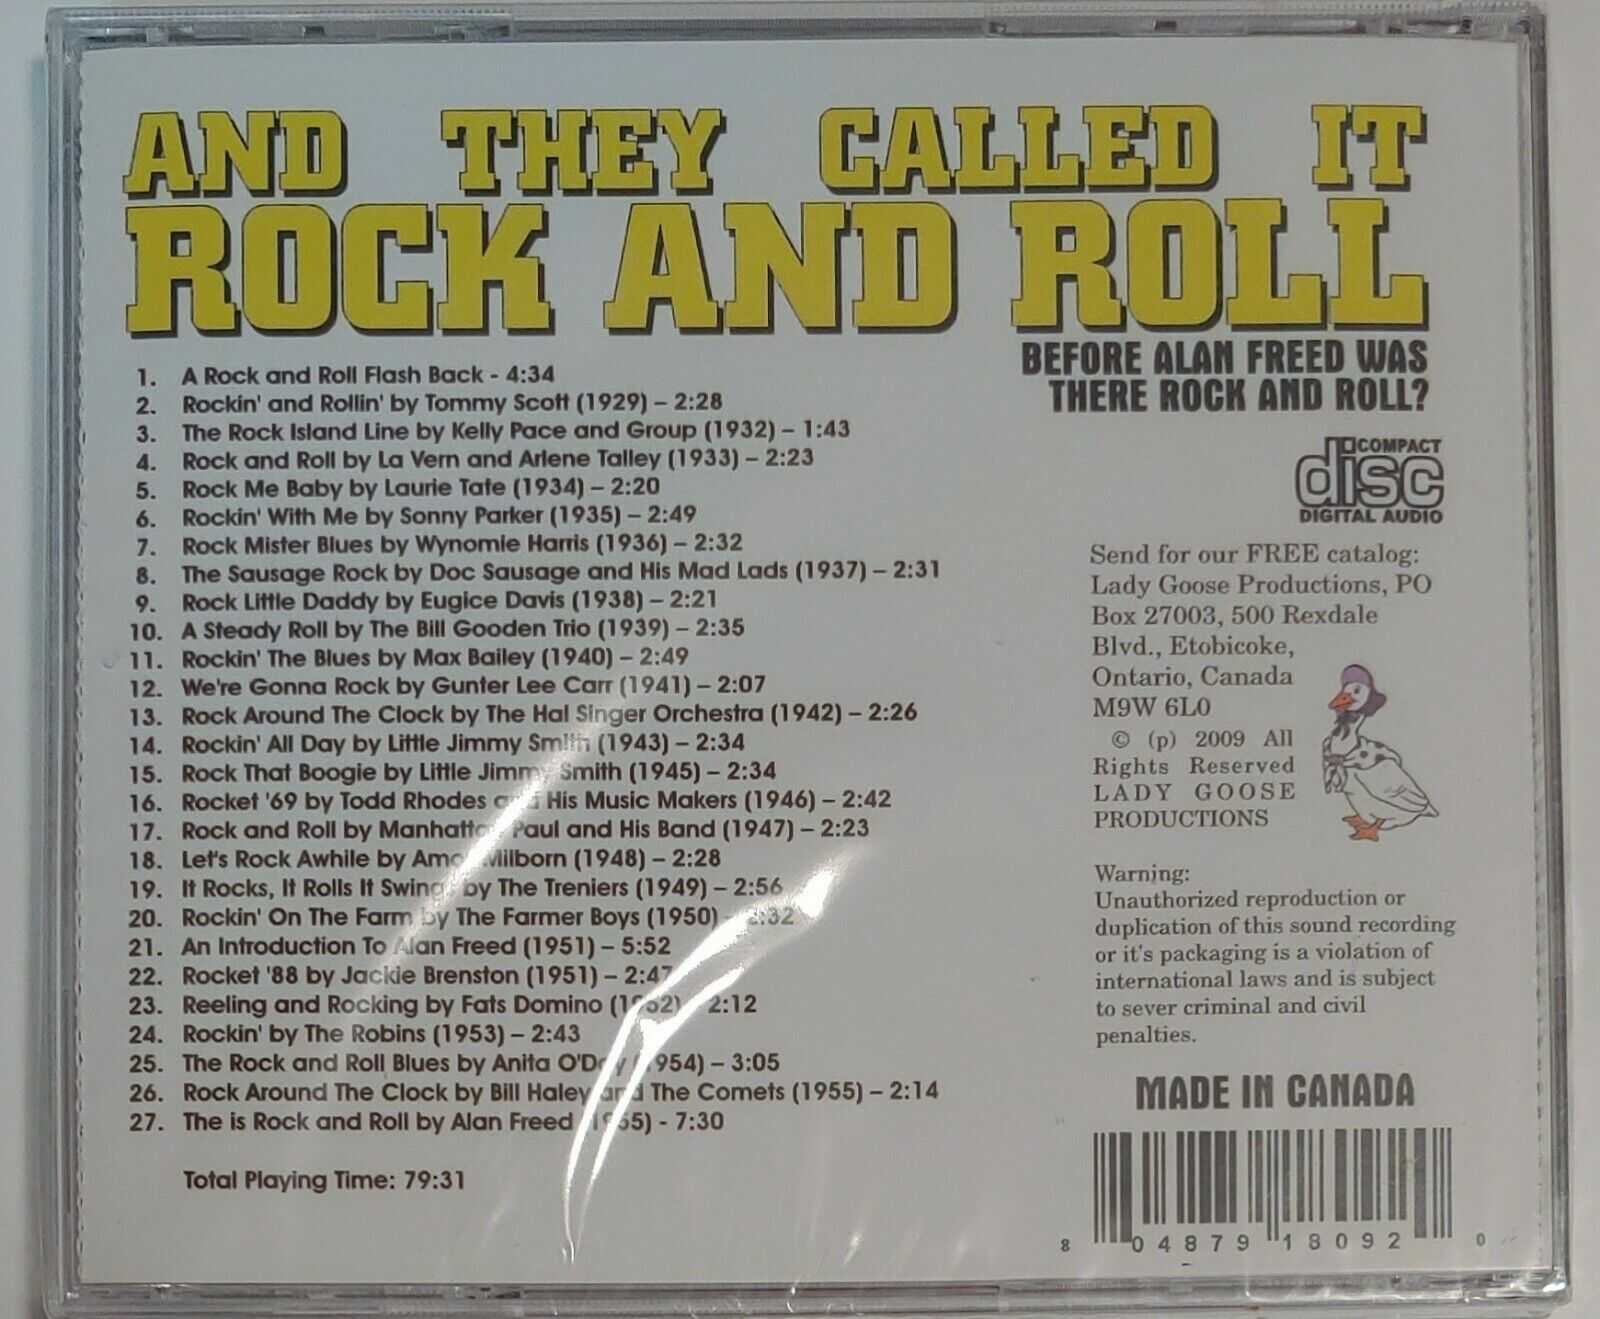 AND THEY CALLED IT
ROCK AND ROLL
BEFORE ALAN FREED WAS
THERE ROCK AND ROLL?
1. A Rock and Roll Flash Back - 4:34
2. Rockin' and Rollin' by Tommy Scott (1929) – 2:28
3. The Rock Island Line by Kelly Pace and Group (1932) – 1:43
4. Rock and Roll by La Vern and Arlene Talley (1933) – 2:23
5. Rock Me Baby by Laurie Tate (1934) – 2:20
6. Rockin' With Me by Sonny Parker (1935) – 2:49
7. Rock Mister Blues by Wynomie Harris (1936) – 2:32
8. The Sausage Rock by Doc Sausage and His Mad Lads (1937) – 2:31
9. Rock Little Daddy by Eugice Davis (1938) – 2:21
10. A Steady Roll by The Bill Gooden Trio (1939) – 2:35
11. Rockin' The Blues by Max Bailey (1940) – 2:49
12. We're Gonna Rock by Gunter Lee Carr (1941) – 2:07
13. Rock Around The Clock by The Hal Singer Orchestra (1942) – 2:26
14. Rockin' All Day by Little Jimmy Smith (1943) – 2:34
15. Rock That Boogie by Little Jimmy Smith (1945) – 2:34
16. Rocket '69 by Todd Rhodes and His Music Makers (1946) – 2:42
17. Rock and Roll by Manhattan Paul and His Band (1947) – 2:23
18. Let's Rock Awhile by Amos Milborn (1948) – 2:28
19. It Rocks, It Rolls It Swings by The Treniers (1949) – 2:56
20. Rockin' On The Farm by The Farmer Boys (1950) – 2:32
21. An Introduction To Alan Freed (1951) – 5:52
22. Rocket '88 by Jackie Brenston (1951) – 2:47
23. Reeling and Rocking by Fats Domino (1952) – 2:12
24. Rockin' by The Robins (1953) – 2:43
25. The Rock and Roll Blues by Anita O'Day (1954) – 3:05
26. Rock Around The Clock by Bill Haley and The Comets (1955) – 2:14
27. The is Rock and Roll by Alan Freed (1955) - 7:30
Total Playing Time: 79:31
COMPACT
disc
DIGITAL AUDIO
Send for our FREE catalog:
Lady Goose Productions, PO
Box 27003, 500 Rexdale
Blvd., Etobicoke,
Ontario, Canada
M9W 6L0
© (p) 2009 All
Rights Reserved
LADY GOOSE
PRODUCTIONS
Warning:
Unauthorized reproduction or
duplication of this sound recording
or it's packaging is a violation of
international laws and is subject
to sever criminal and civil
penalties.
MADE IN CANADA
8 04879 18092 0